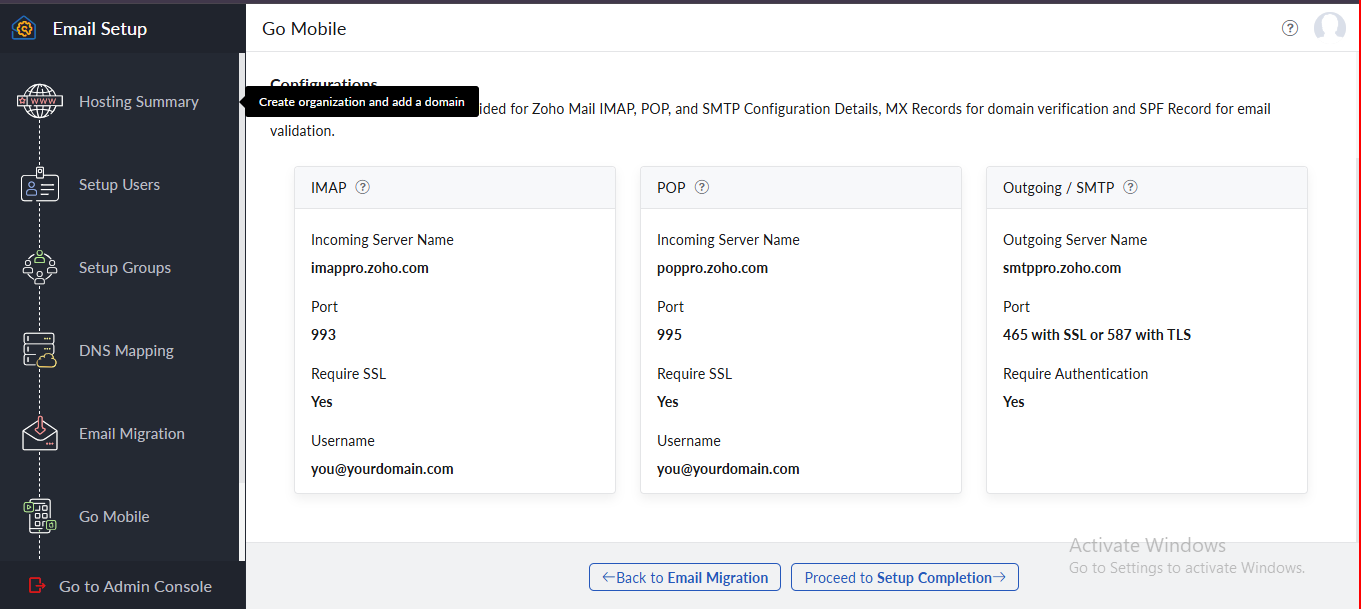 Email Setup
Go Mobile
Hosting Summary
WWW
Setup Users
Setup Groups
DNS Mapping
Email Migration
Go Mobile
Go to Admin Console
Configurations
Create organization and add a domain
ided for Zoho Mail IMAP, POP, and SMTP Configuration Details, MX Records for domain verification and SPF Record for email
validation.
IMAP ?
Incoming Server Name
imappro.zoho.com
Port
993
Require SSL
Yes
Username
you@yourdomain.com
POP ?
Incoming Server Name
poppro.zoho.com
Port
995
Require SSL
Yes
Username
you@yourdomain.com
Outgoing / SMTP ?
Outgoing Server Name
smtppro.zoho.com
Port
465 with SSL or 587 with TLS
Require Authentication
Yes
←Back to Email Migration
Proceed to Setup Completion→
Activate Windows
Go to Settings to activate Windows.